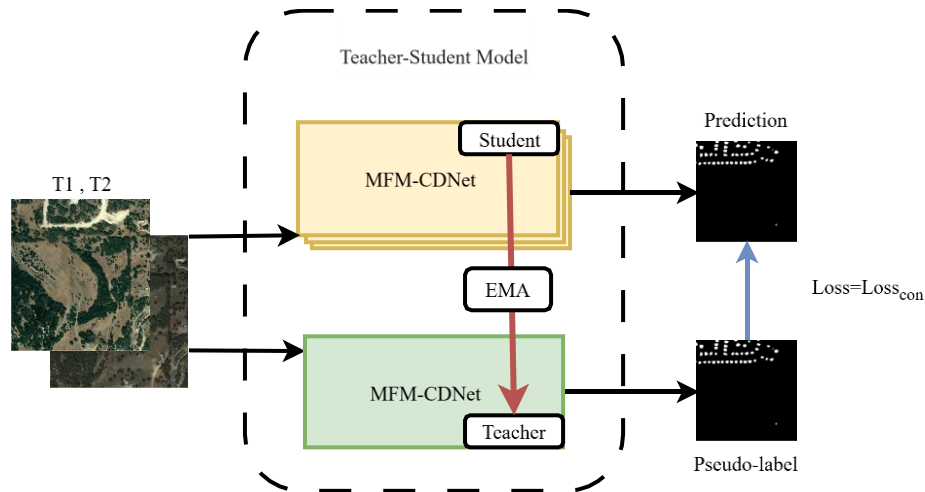 Teacher-Student Model
Student
MFM-CDNet
Prediction
T1 , T2
EMA
Loss=Loss_con
MFM-CDNet
Teacher
Pseudo-label